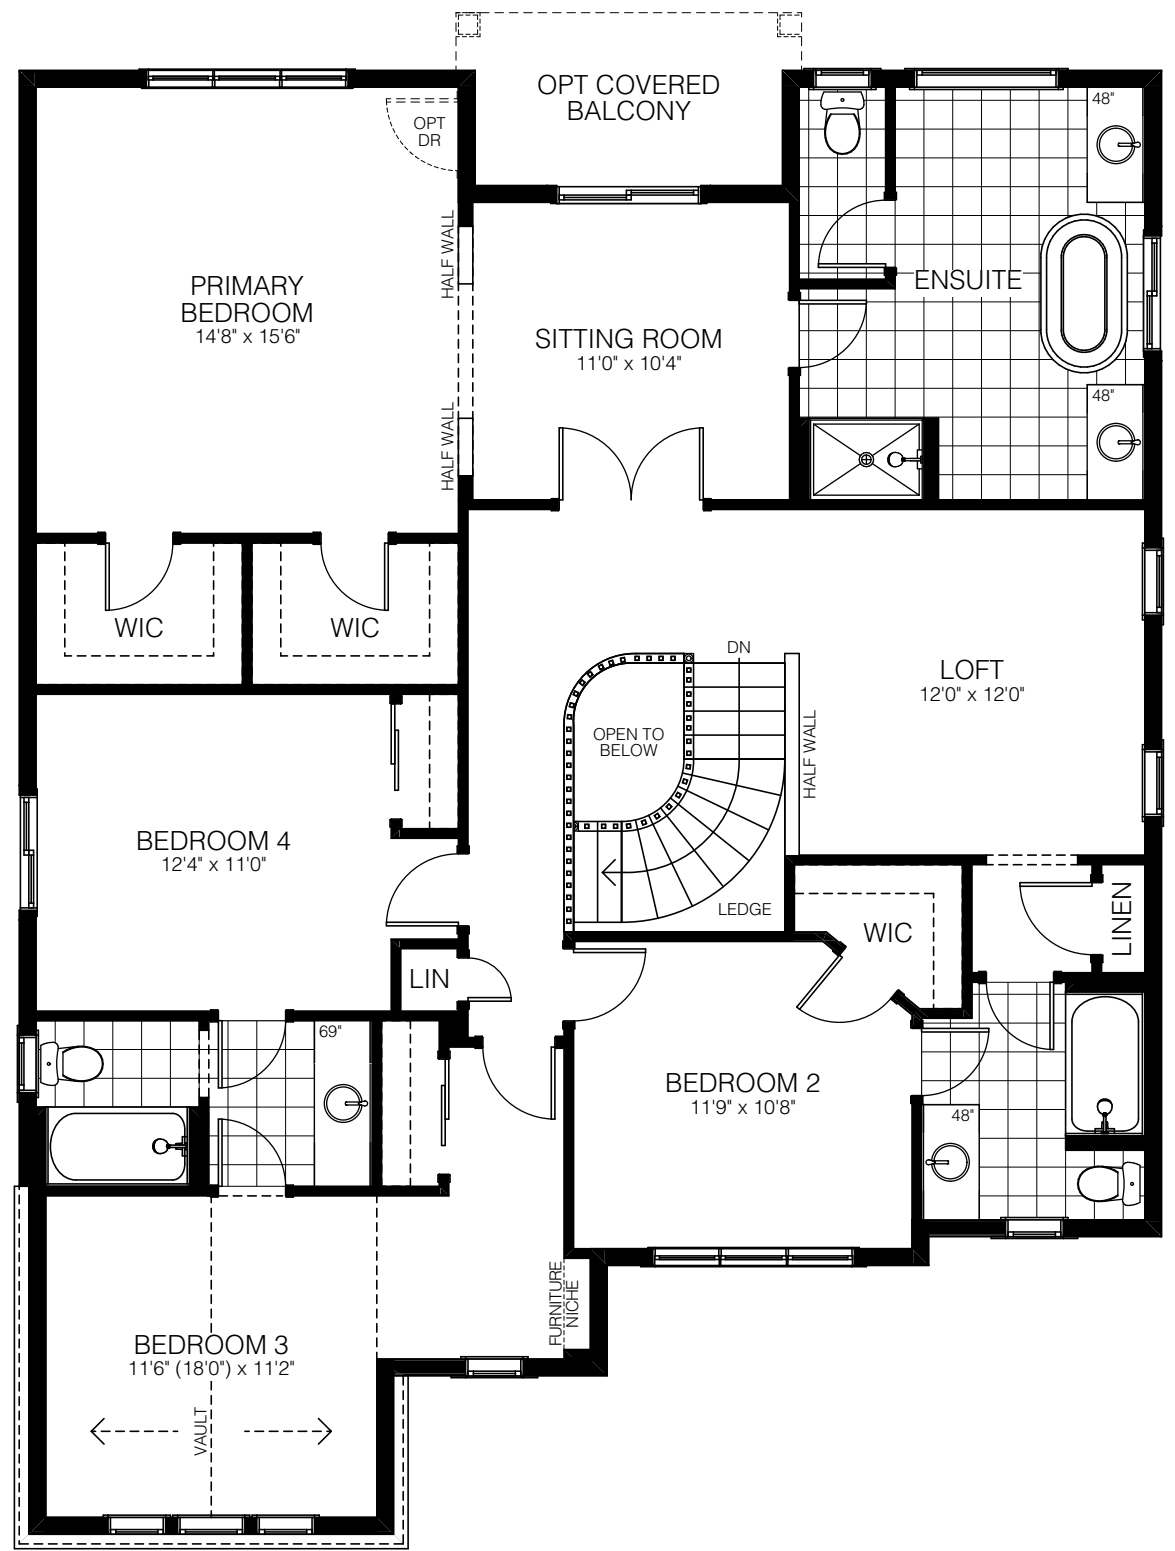 OPT COVERED
BALCONY
48"
OPT
DR
HALF WALL
PRIMARY
BEDROOM
14'8" x 15'6"
ENSUITE
SITTING ROOM
11'0" x 10'4"
HALF WALL
48"
WIC
WIC
DN
LOFT
12'0" x 12'0"
OPEN TO
BELOW
HALF WALL
BEDROOM 4
12'4" x 11'0"
LEDGE
WIC
LINEN
LIN
69"
BEDROOM 2
11'9" x 10'8"
48"
FURNITURE
NICHE
BEDROOM 3
11'6" (18'0") x 11'2"
VAULT